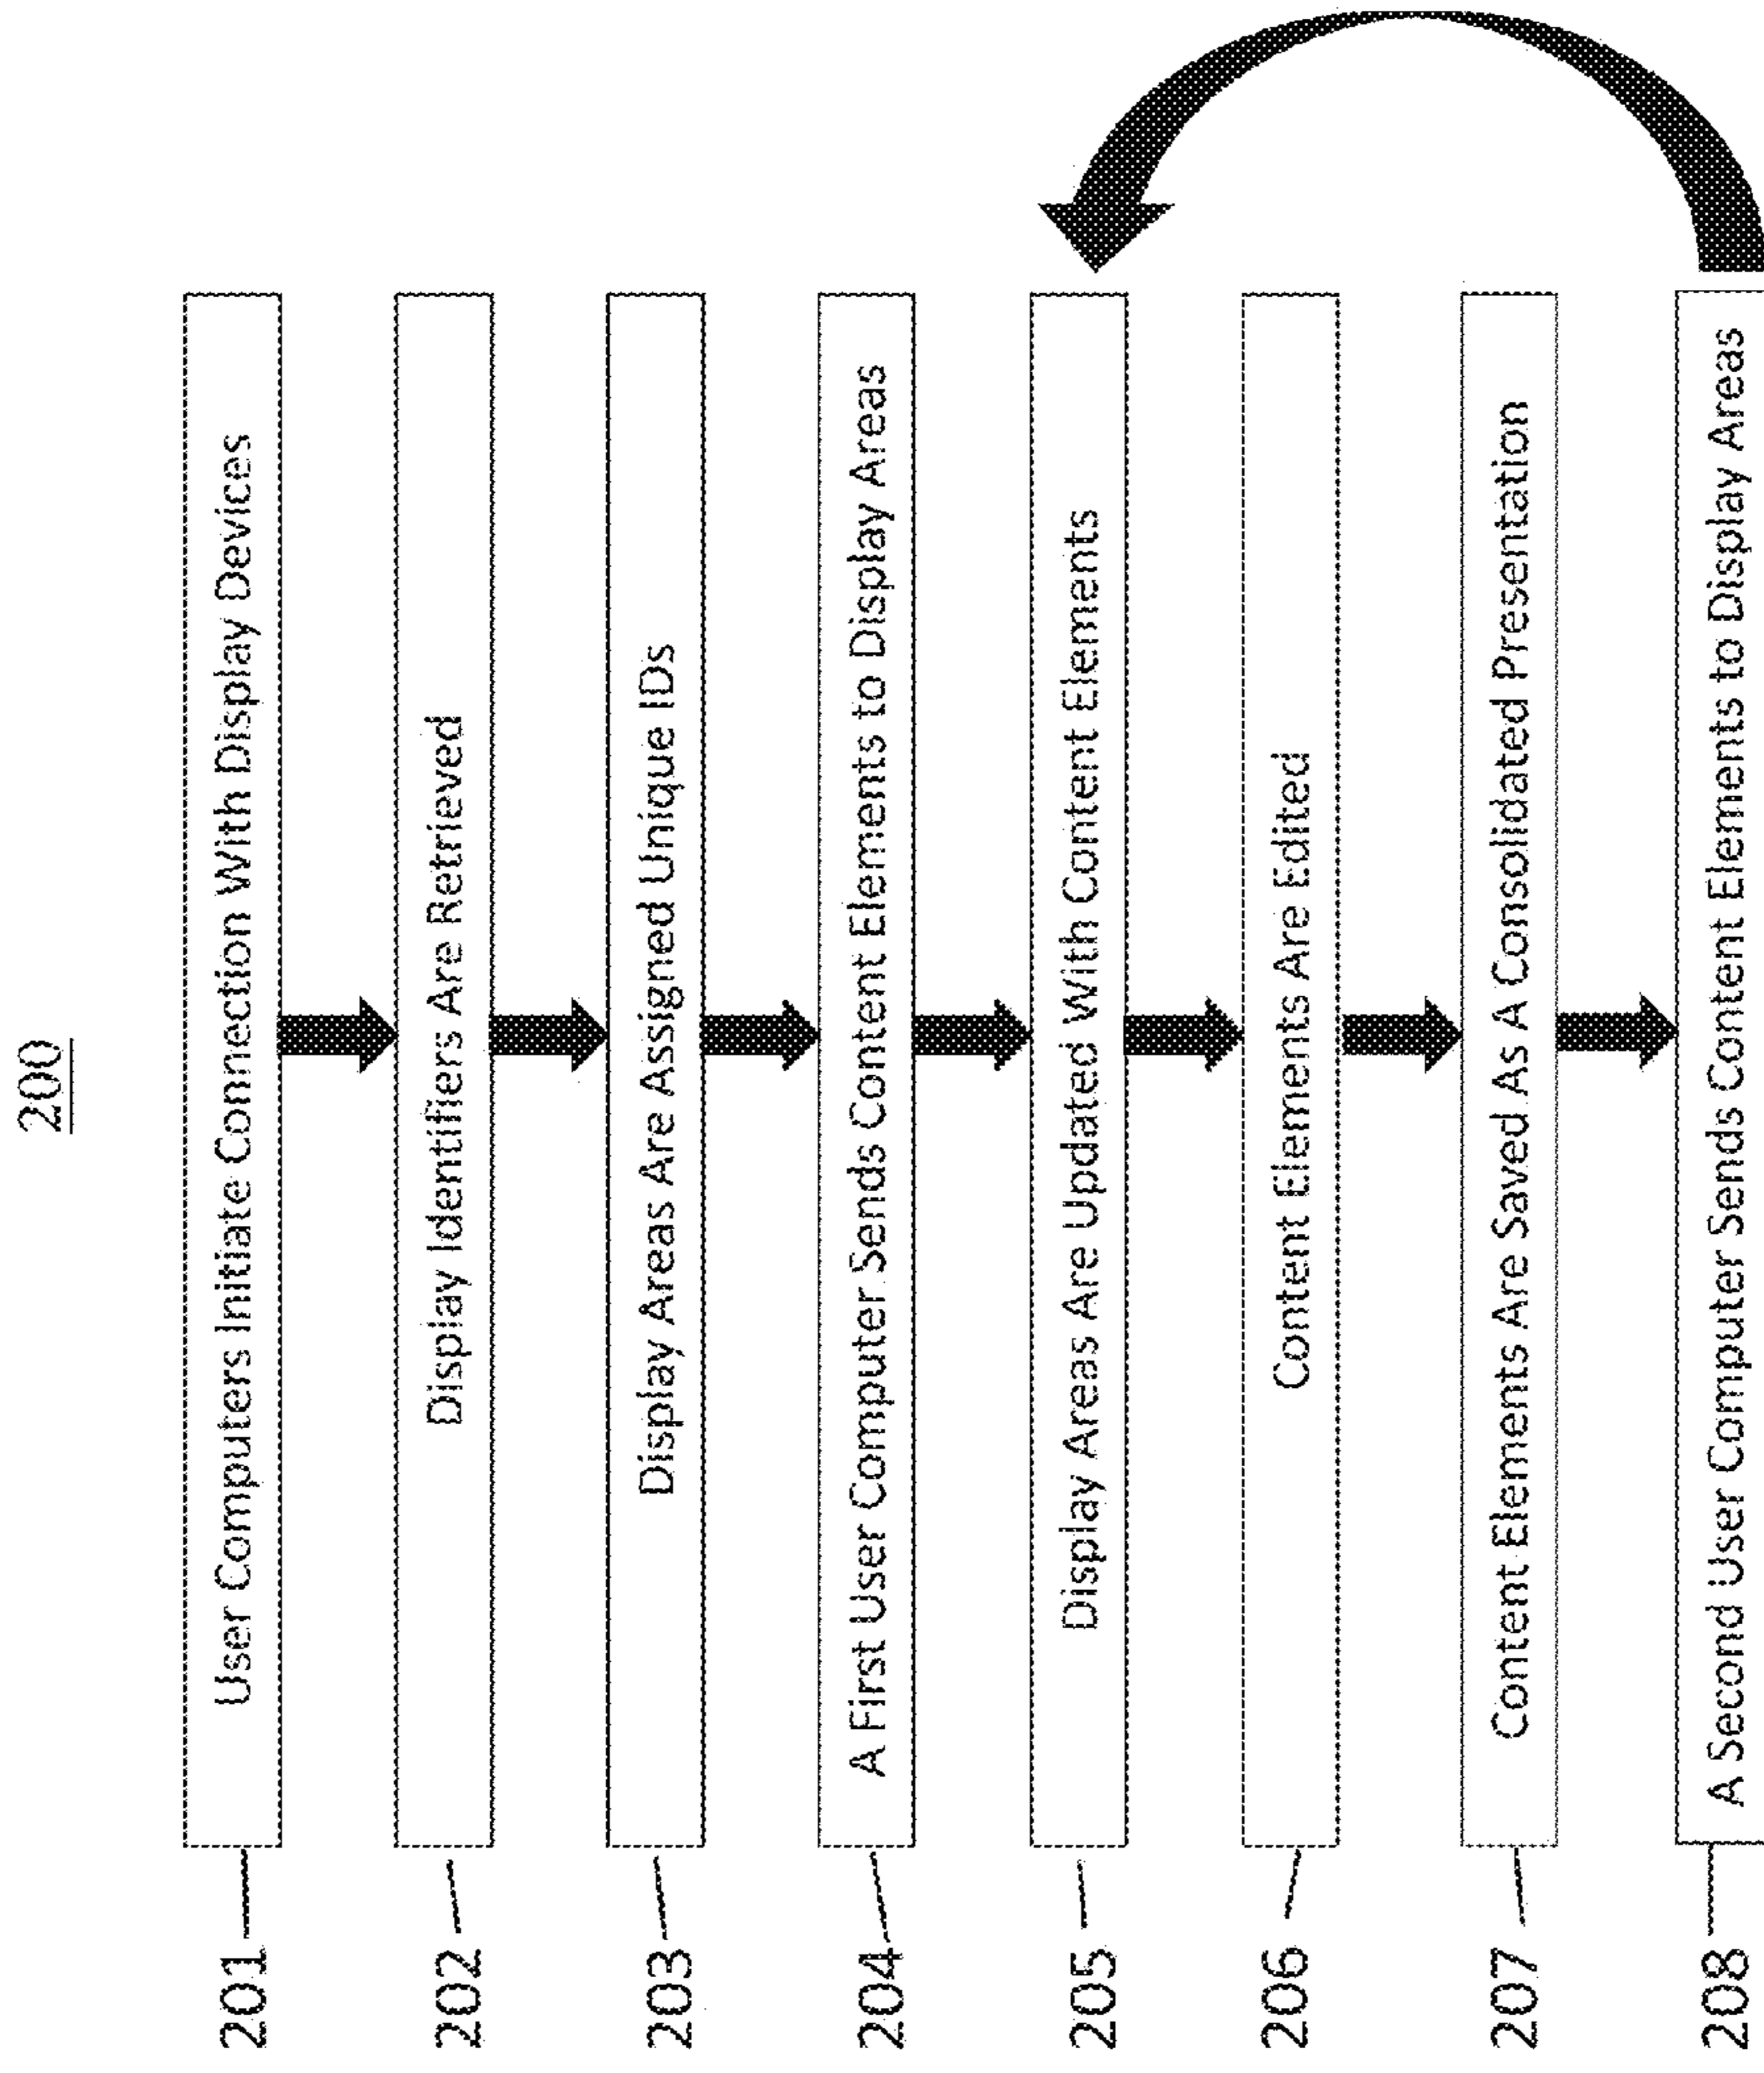 200
201 User Computers Initiate Connection With Display Devices
202 Display Identifiers Are Retrieved
203 Display Areas Are Assigned Unique IDs
204 A First User Computer Sends Content Elements to Display Areas
205 Display Areas Are Updated With Content Elements
206 Content Elements Are Edited
207 Content Elements Are Saved As A Consolidated Presentation
208 A Second User Computer Sends Content Elements to Display Areas